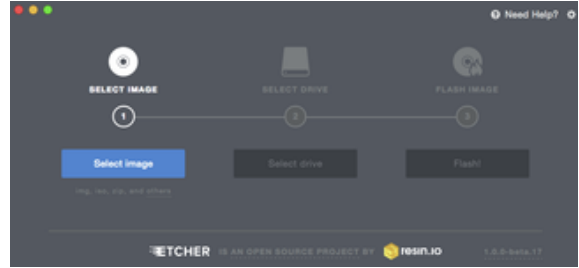 Need Help?
SELECT IMAGE
SELECT DRIVE
FLASH IMAGE
1
2
3
Select image
Select drive
Flash!
img, iso, zip, and others
ETCHER IS AN OPEN SOURCE PROJECT BY resin.io 1.0.0-beta.17